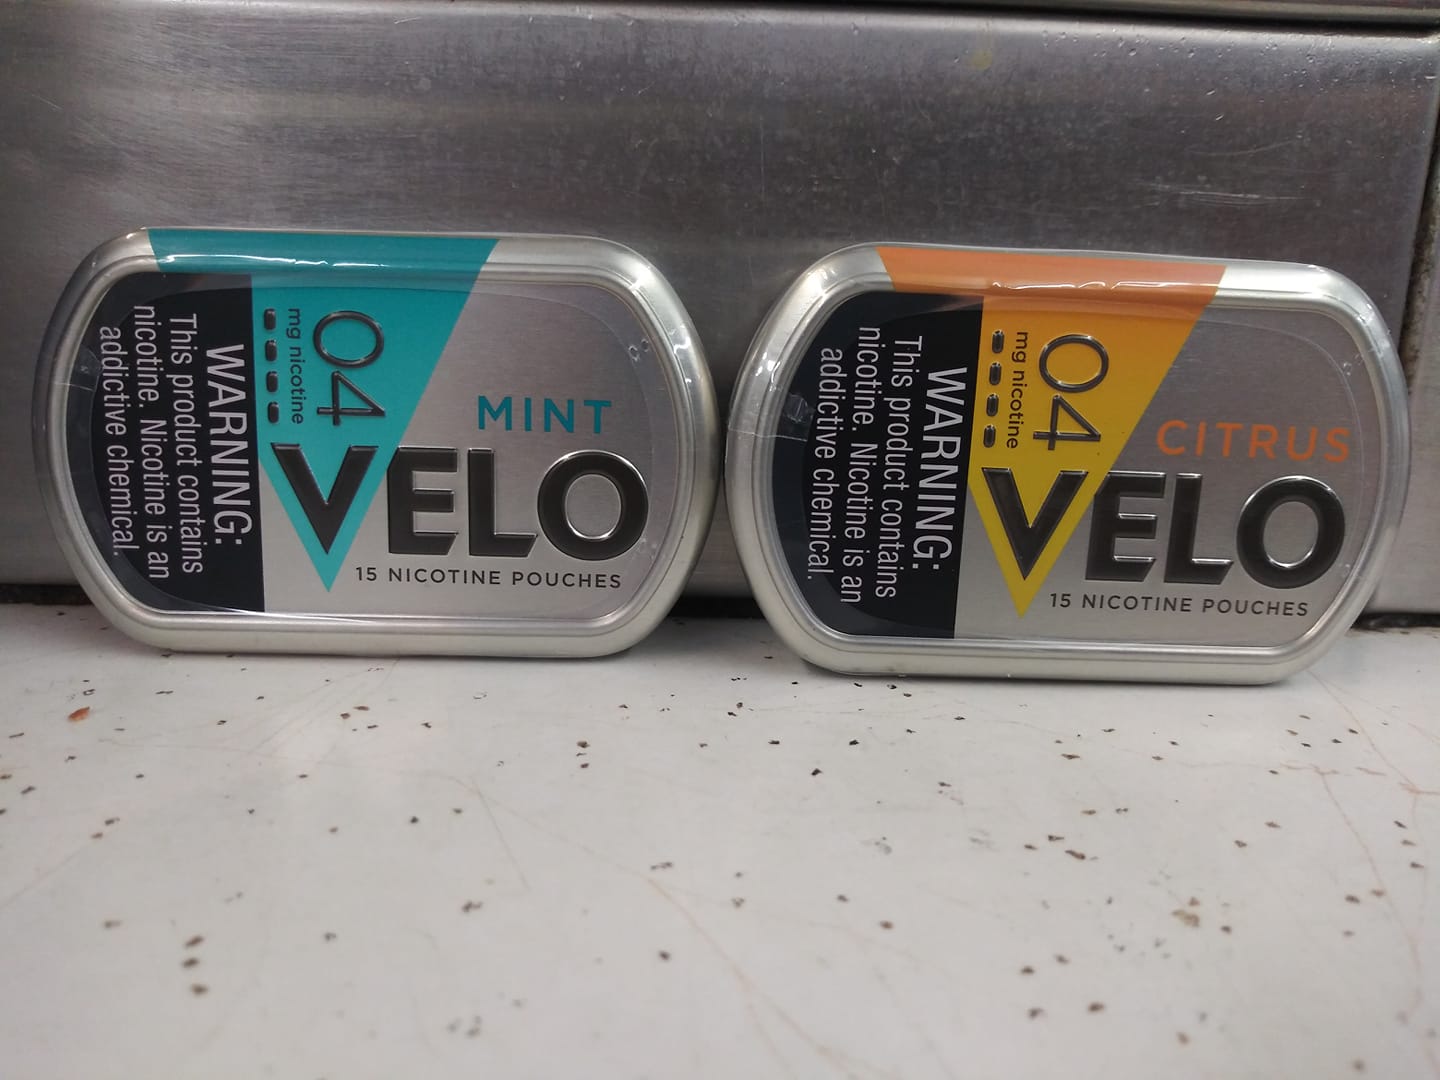 WARNING:
This product contains
nicotine. Nicotine is an
addictive chemical.
04
mg nicotine
MINT
VELO
15 NICOTINE POUCHES
WARNING:
This product contains
nicotine. Nicotine is an
addictive chemical.
04
mg nicotine
CITRUS
VELO
15 NICOTINE POUCHES